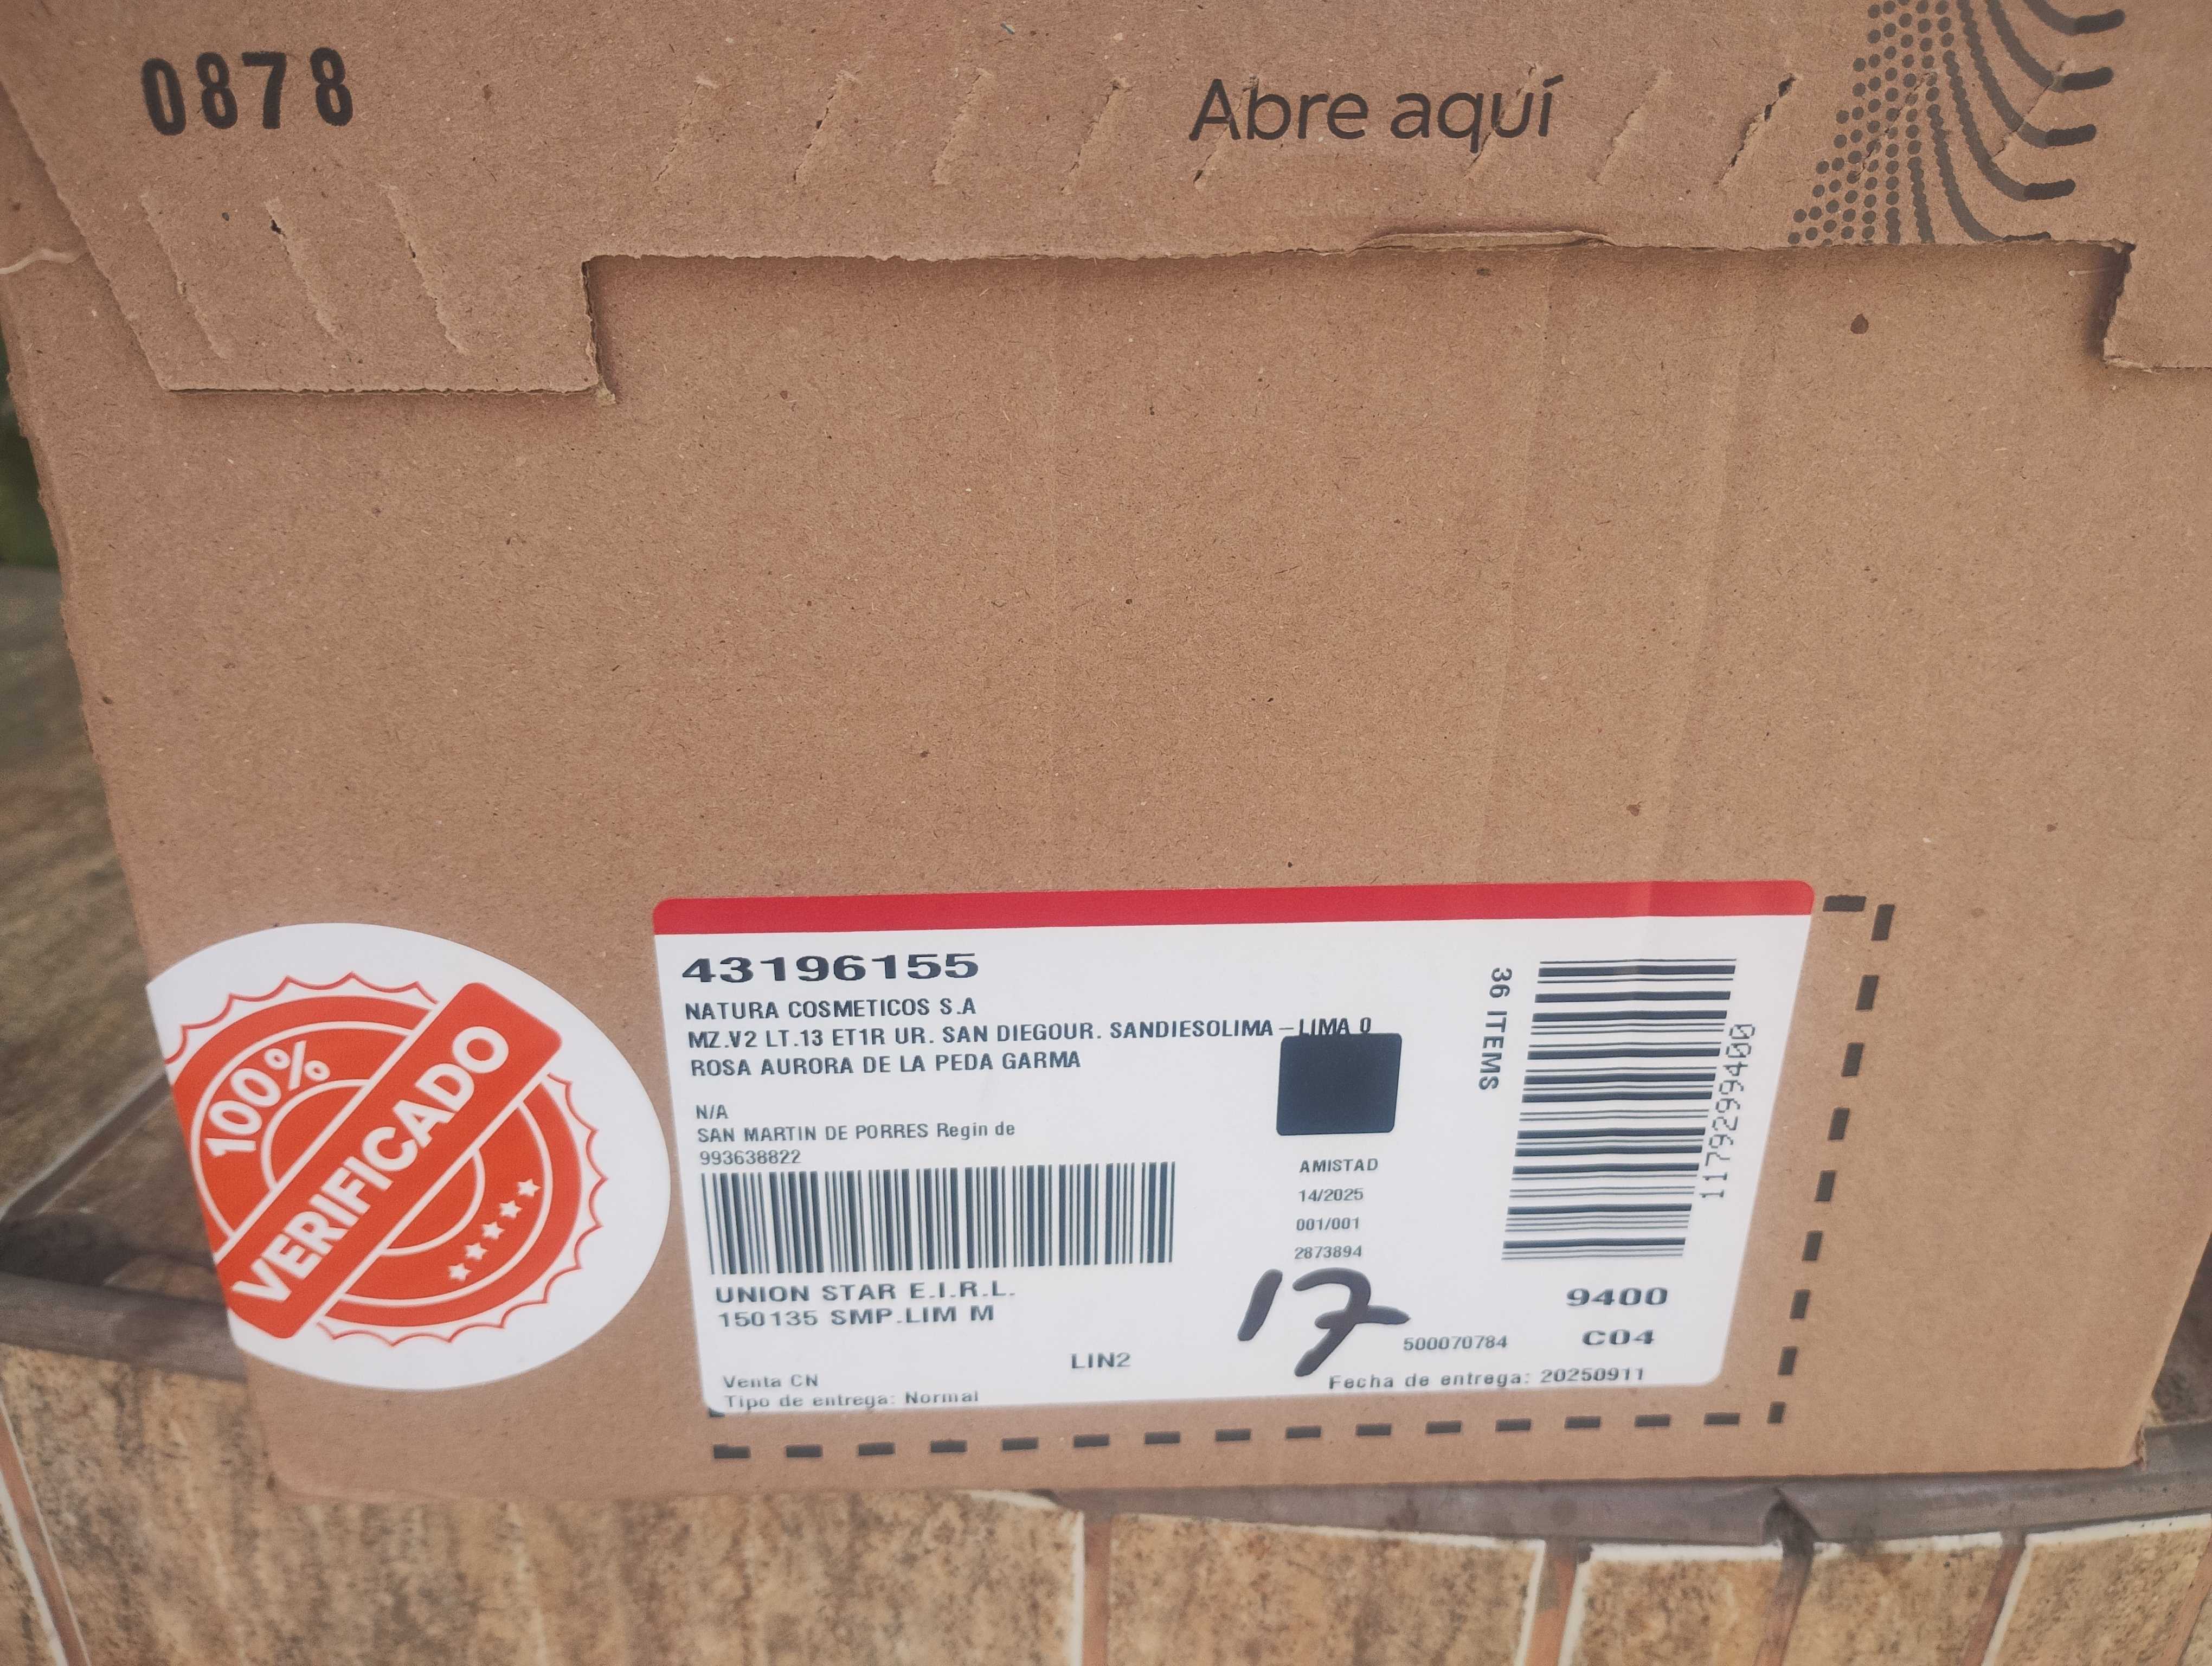 0878
Abre aquí
100%
VERIFICADO
43196155
NATURA COSMETICOS S.A
MZ.V2 LT.13 ET1R UR. SAN DIEGOUR. SANDIESOLIMA – LIMA 0
ROSA AURORA DE LA PEDA GARMA
N/A
SAN MARTIN DE PORRES Regin de
993638822
UNION STAR E.I.R.L.
150135 SMP.LIM M
LIN2
Venta CN
Tipo de entrega: Normal
AMISTAD
14/2025
001/001
2873894
17
500070784
Fecha de entrega: 20250911
36 ITEMS
1179299400
9400
C04